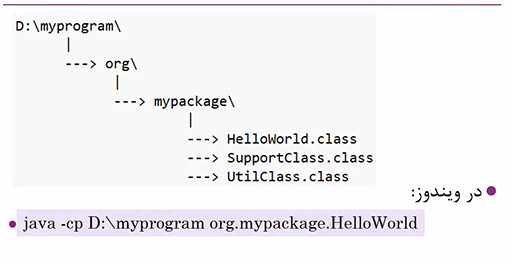 D:\myprogram\
|
---> org\
|
---> mypackage\
|
---> HelloWorld.class
---> SupportClass.class
---> UtilClass.class
در ویندوز:
java -cp D:\myprogram org.mypackage.HelloWorld